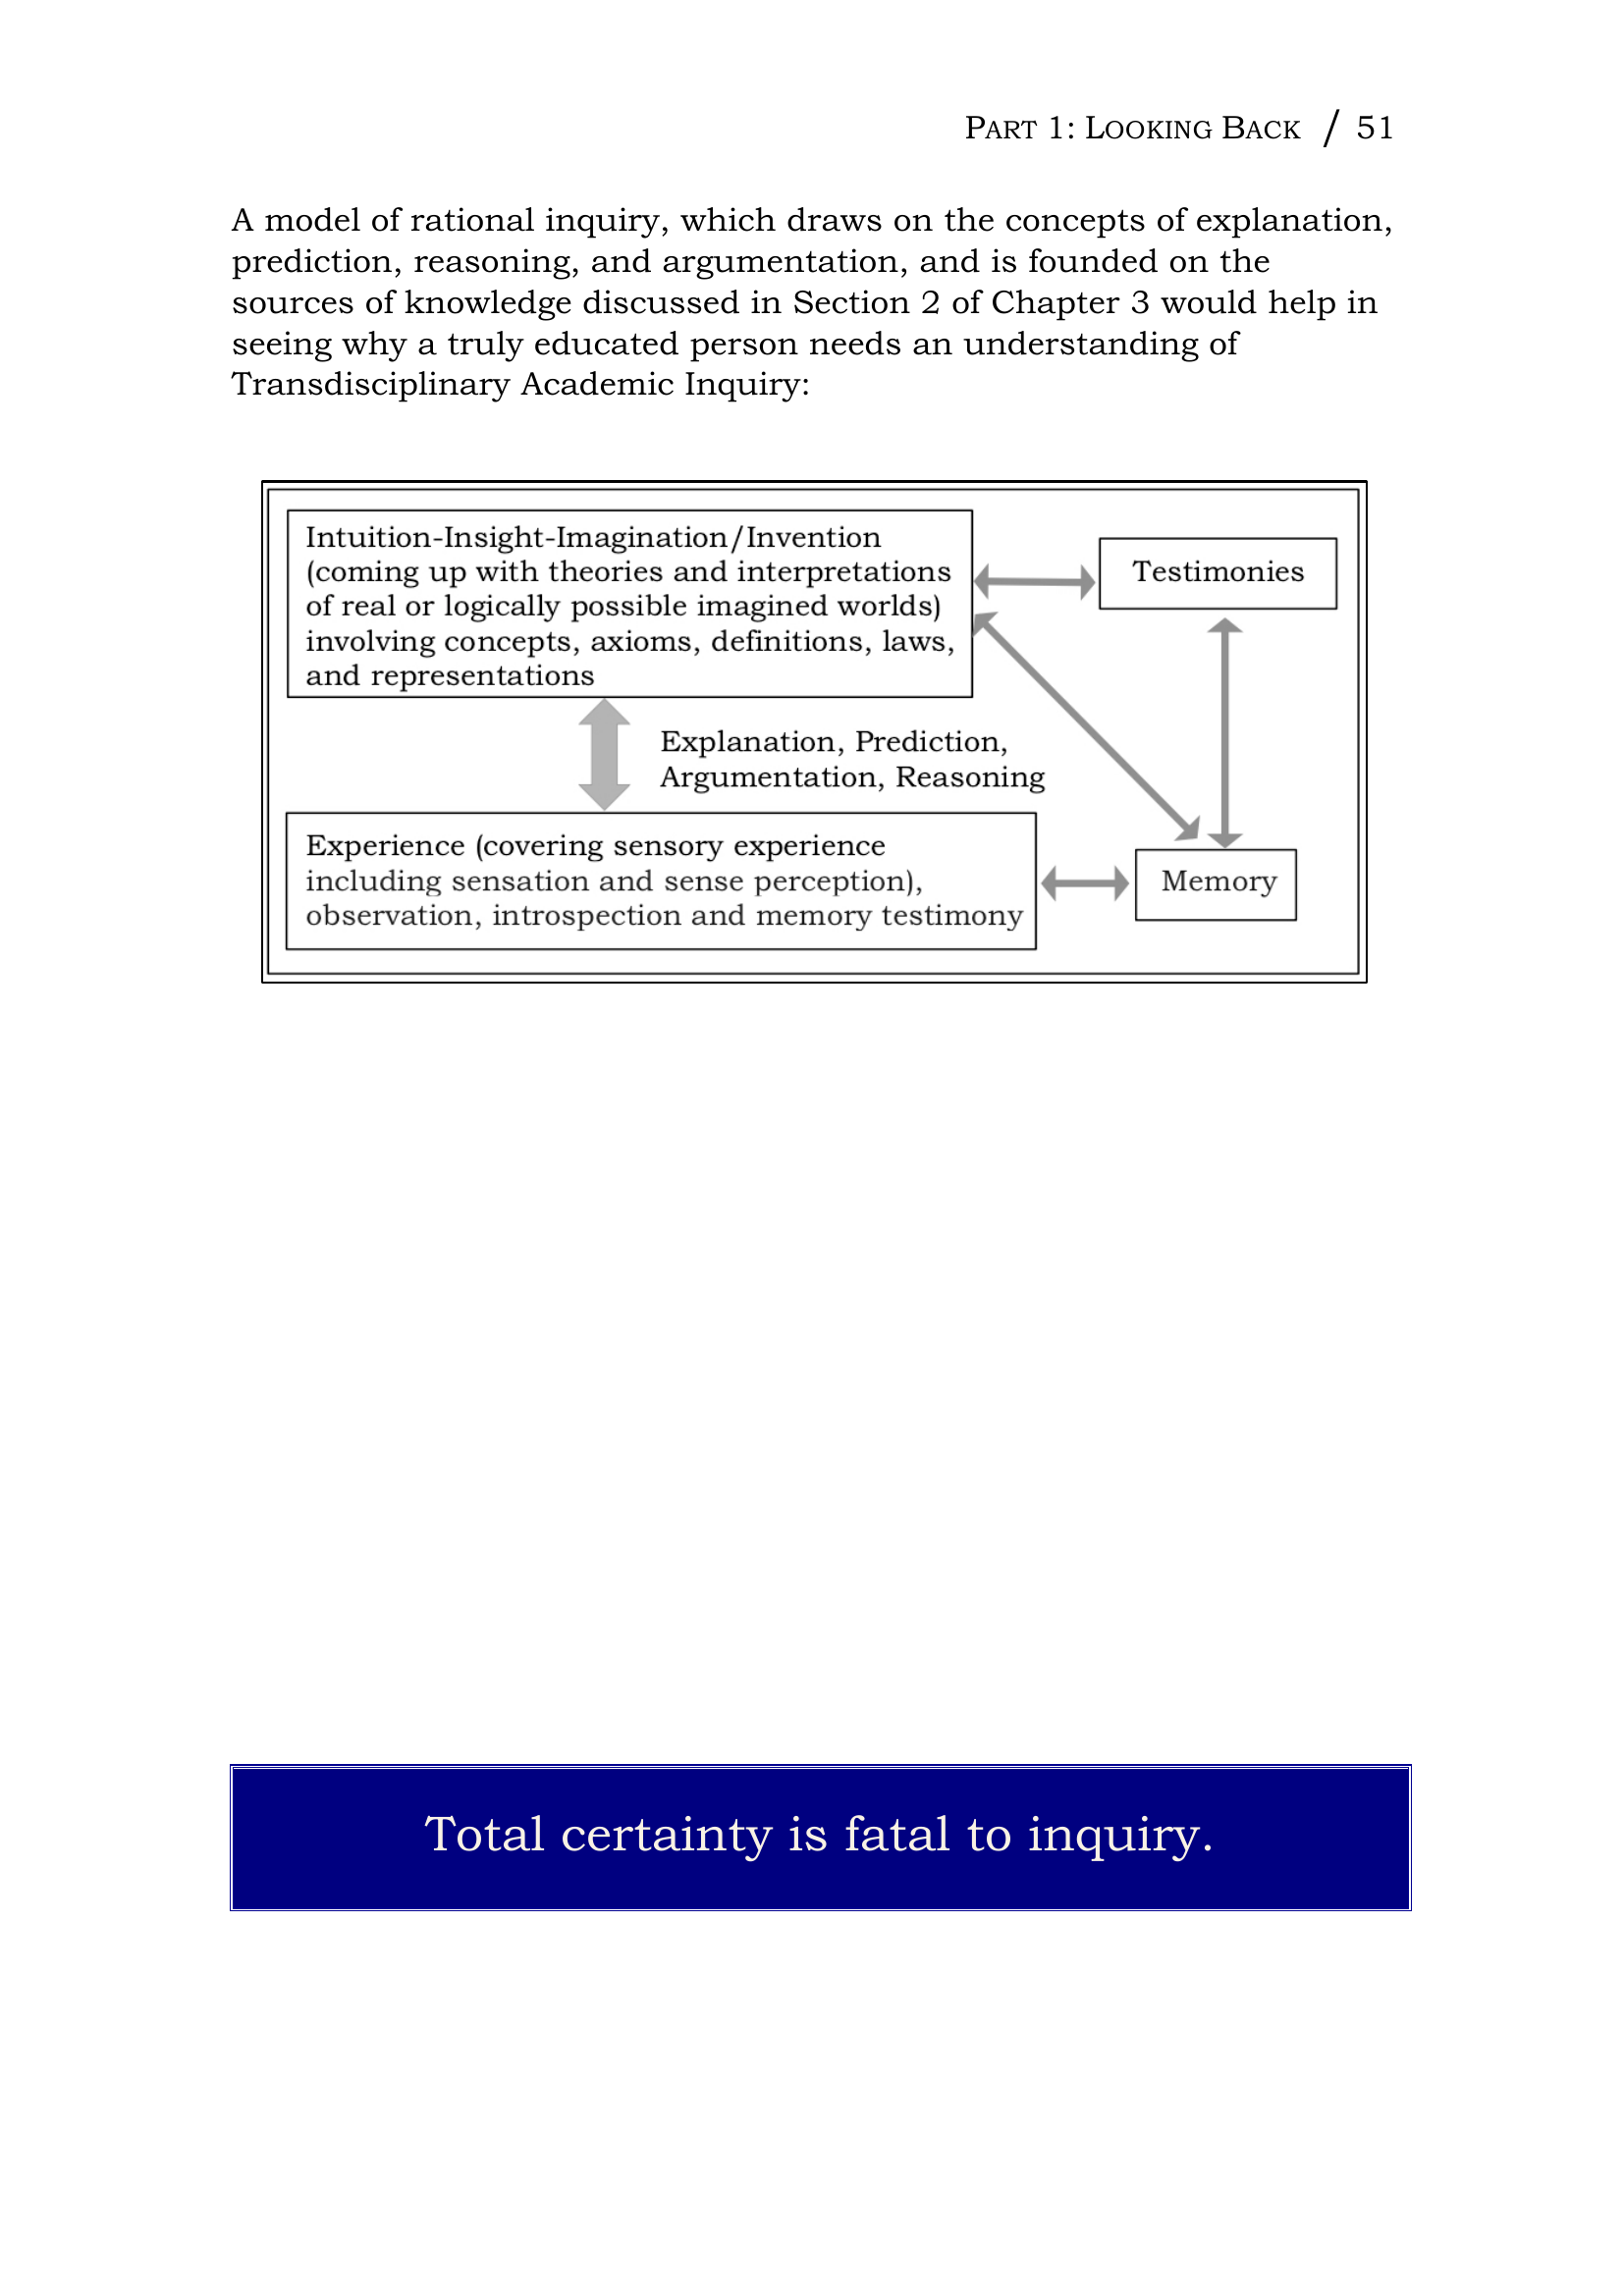 PART 1: LOOKING BACK / 51
A model of rational inquiry, which draws on the concepts of explanation,
prediction, reasoning, and argumentation, and is founded on the
sources of knowledge discussed in Section 2 of Chapter 3 would help in
seeing why a truly educated person needs an understanding of
Transdisciplinary Academic Inquiry:
Intuition-Insight-Imagination/Invention
(coming up with theories and interpretations
of real or logically possible imagined worlds)
involving concepts, axioms, definitions, laws,
and representations
Testimonies
Explanation, Prediction,
Argumentation, Reasoning
Experience (covering sensory experience
including sensation and sense perception),
observation, introspection and memory testimony
Memory
Total certainty is fatal to inquiry.